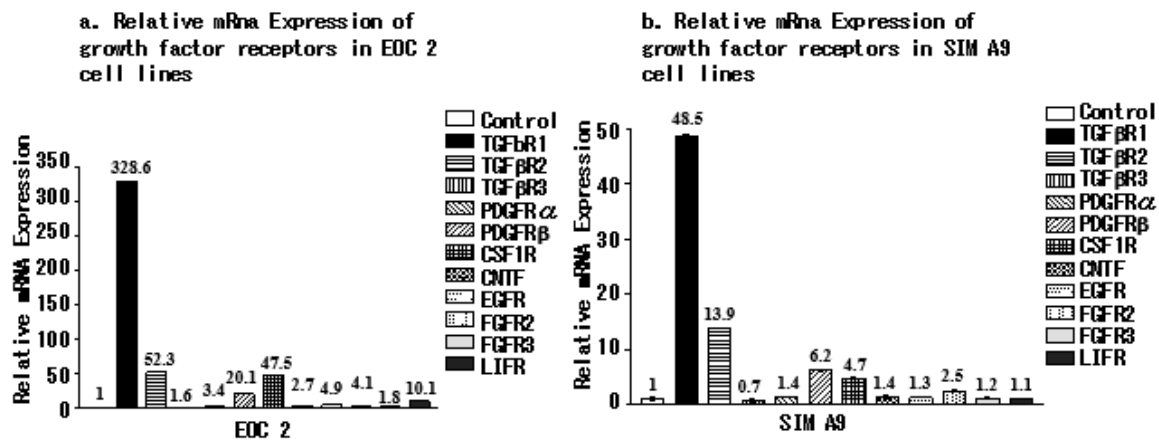 a. Relative mRna Expression of
growth factor receptors in EOC 2
cell lines
Relative mRNA Expression
350
300
250
200
150
100
50
0
1
328.6
52.3
1.6
3.4
20.1
47.5
2.7
4.9
4.1
1.8
10.1
EOC 2
Control
TGFbR1
TGFβR2
TGFβR3
PDGFRα
PDGFRβ
CSF1R
CNTF
EGFR
FGFR2
FGFR3
LIFR
b. Relative mRna Expression of
growth factor receptors in SIM A9
cell lines
Relative mRNA Expression
50
40
30
20
10
0
1
48.5
13.9
0.7
1.4
6.2
4.7
1.4
1.3
2.5
1.2
1.1
SIM A9
Control
TGFβR1
TGFβR2
TGFβR3
PDGFRα
PDGFRβ
CSF1R
CNTF
EGFR
FGFR2
FGFR3
LIFR